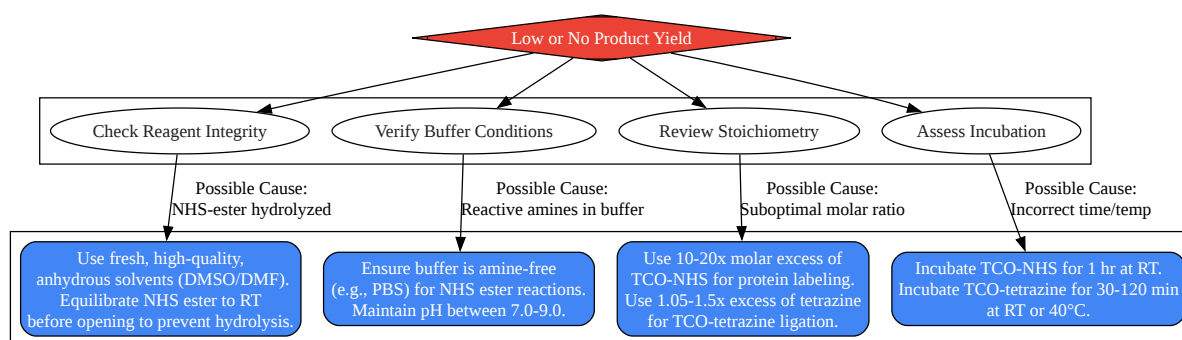 Low or No Product Yield
Check Reagent Integrity
Verify Buffer Conditions
Review Stoichiometry
Assess Incubation
Possible Cause:
NHS-ester hydrolyzed
Possible Cause:
Reactive amines in buffer
Possible Cause:
Suboptimal molar ratio
Possible Cause:
Incorrect time/temp
Use fresh, high-quality,
anhydrous solvents (DMSO/DMF).
Equilibrate NHS ester to RT
before opening to prevent hydrolysis.
Ensure buffer is amine-free
(e.g., PBS) for NHS ester reactions.
Maintain pH between 7.0-9.0.
Use 10-20x molar excess of
TCO-NHS for protein labeling.
Use 1.05-1.5x excess of tetrazine
for TCO-tetrazine ligation.
Incubate TCO-NHS for 1 hr at RT.
Incubate TCO-tetrazine for 30-120 min
at RT or 40°C.